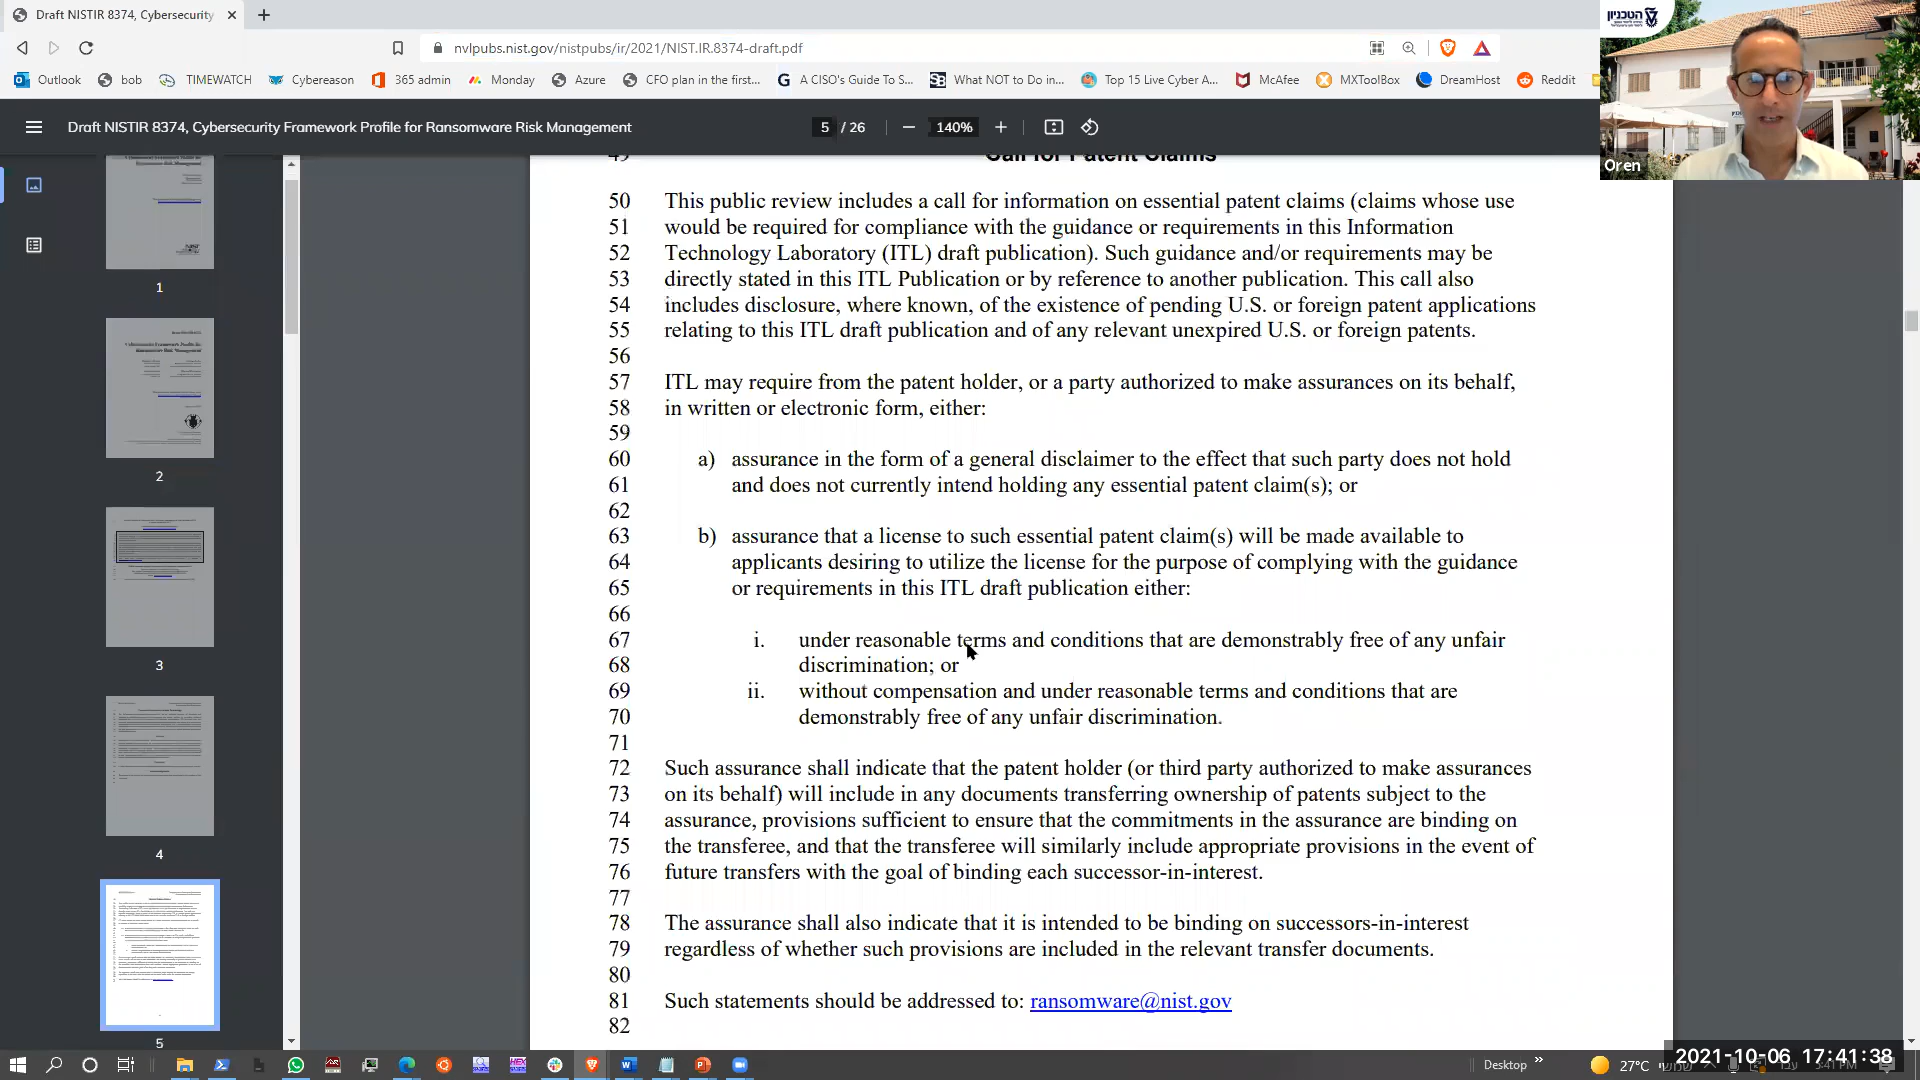 Draft NISTIR 8374, Cybersecurity
nvlpubs.nist.gov/nistpubs/ir/2021/NIST.IR.8374-draft.pdf
Outlook
bob
TIMEWATCH
Cybereason
365 admin
Monday
Azure
CFO plan in the first...
A CISO's Guide To S...
What NOT to Do in...
Top 15 Live Cyber A...
McAfee
MXToolBox
DreamHost
Reddit
הטכניון
Oren
Draft NISTIR 8374, Cybersecurity Framework Profile for Ransomware Risk Management
5 / 26
140%
1
2
3
4
5
49 Call for Patent Claims
50 This public review includes a call for information on essential patent claims (claims whose use
51 would be required for compliance with the guidance or requirements in this Information
52 Technology Laboratory (ITL) draft publication). Such guidance and/or requirements may be
53 directly stated in this ITL Publication or by reference to another publication. This call also
54 includes disclosure, where known, of the existence of pending U.S. or foreign patent applications
55 relating to this ITL draft publication and of any relevant unexpired U.S. or foreign patents.
56
57 ITL may require from the patent holder, or a party authorized to make assurances on its behalf,
58 in written or electronic form, either:
59
60 a) assurance in the form of a general disclaimer to the effect that such party does not hold
61 and does not currently intend holding any essential patent claim(s); or
62
63 b) assurance that a license to such essential patent claim(s) will be made available to
64 applicants desiring to utilize the license for the purpose of complying with the guidance
65 or requirements in this ITL draft publication either:
66
67 i. under reasonable terms and conditions that are demonstrably free of any unfair
68 discrimination; or
69 ii. without compensation and under reasonable terms and conditions that are
70 demonstrably free of any unfair discrimination.
71
72 Such assurance shall indicate that the patent holder (or third party authorized to make assurances
73 on its behalf) will include in any documents transferring ownership of patents subject to the
74 assurance, provisions sufficient to ensure that the commitments in the assurance are binding on
75 the transferee, and that the transferee will similarly include appropriate provisions in the event of
76 future transfers with the goal of binding each successor-in-interest.
77
78 The assurance shall also indicate that it is intended to be binding on successors-in-interest
79 regardless of whether such provisions are included in the relevant transfer documents.
80
81 Such statements should be addressed to: ransomware@nist.gov
82
Desktop
27°C
2021-10-06 17:41:38